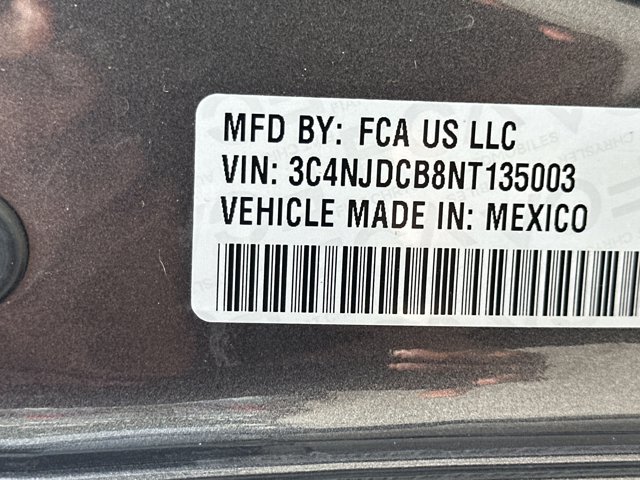 MFD BY: FCA US LLC
VIN: 3C4NJDCB8NT135003
VEHICLE MADE IN: MEXICO